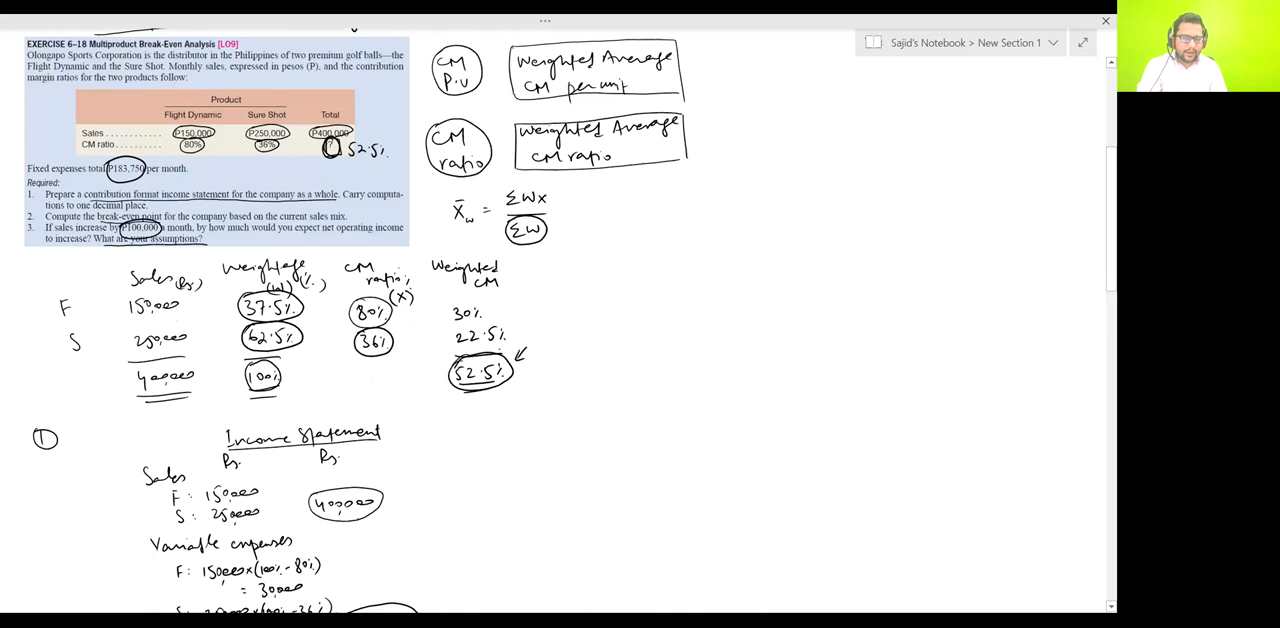 Sajid's Notebook > New Section 1
EXERCISE 6–18 Multiproduct Break-Even Analysis [LO9]
Olongapo Sports Corporation is the distributor in the Philippines of two premium golf balls—the
Flight Dynamic and the Sure Shot. Monthly sales, expressed in pesos (P), and the contribution
margin ratios for the two products follow:
Product
Flight Dynamic Sure Shot Total
Sales . . . . . . . . . . . . P150,000 P250,000 P400,000
CM ratio . . . . . . . . . . 80% 36% ? 52.5%
Fixed expenses total P183,750 per month.
Required:
1. Prepare a contribution format income statement for the company as a whole. Carry computa-
tions to one decimal place.
2. Compute the break-even point for the company based on the current sales mix.
3. If sales increase by P100,000 a month, by how much would you expect net operating income
to increase? What are your assumptions?
CM
P.U
Weighted Average
CM per unit
CM
ratio
Weighted Average
CM ratio
X̄w = ΣWX
ΣW
Sales (Rs) Weightage (W) (%) CM ratio% (X) Weighted CM
F 150,000 37.5% 80% 30%
S 250,000 62.5% 36% 22.5%
400,000 100% 52.5%
① Income Statement
Rs. Rs.
Sales
F: 150,000
S: 250,000 400,000
Variable expenses
F: 150,000 x (100% - 80%)
= 30,000